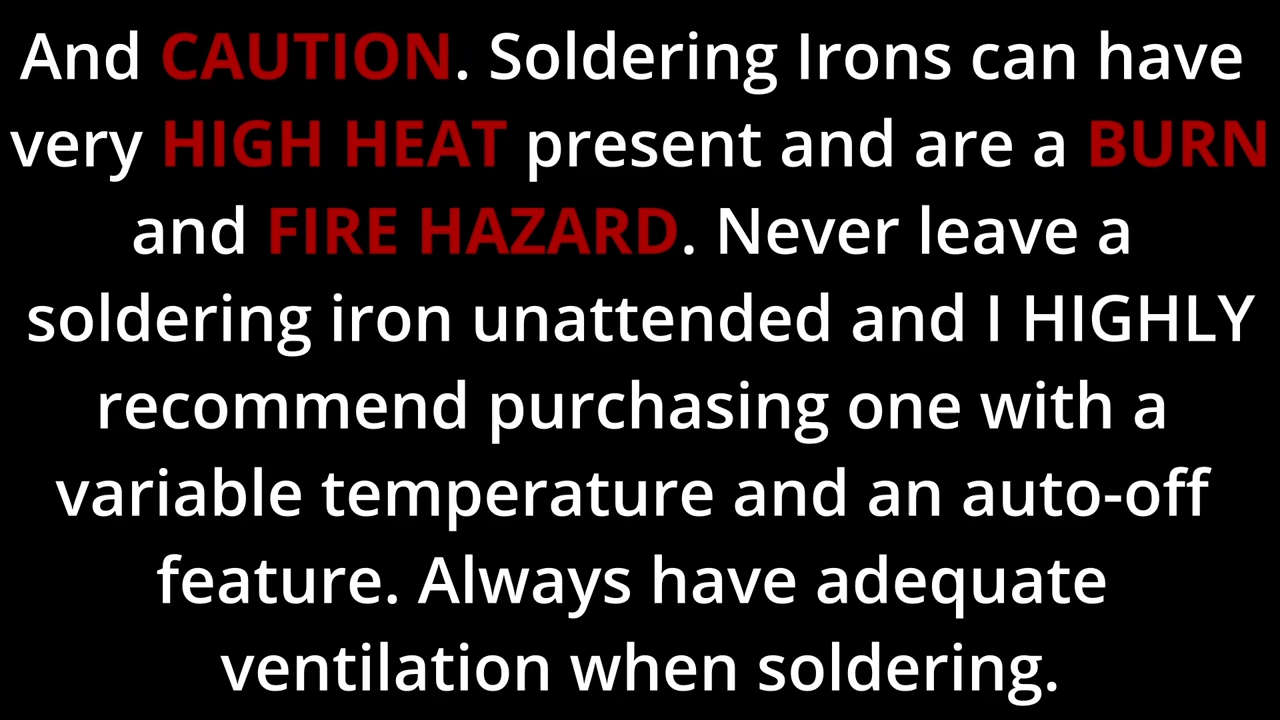 And CAUTION. Soldering Irons can have
very HIGH HEAT present and are a BURN
and FIRE HAZARD. Never leave a
soldering iron unattended and I HIGHLY
recommend purchasing one with a
variable temperature and an auto-off
feature. Always have adequate
ventilation when soldering.